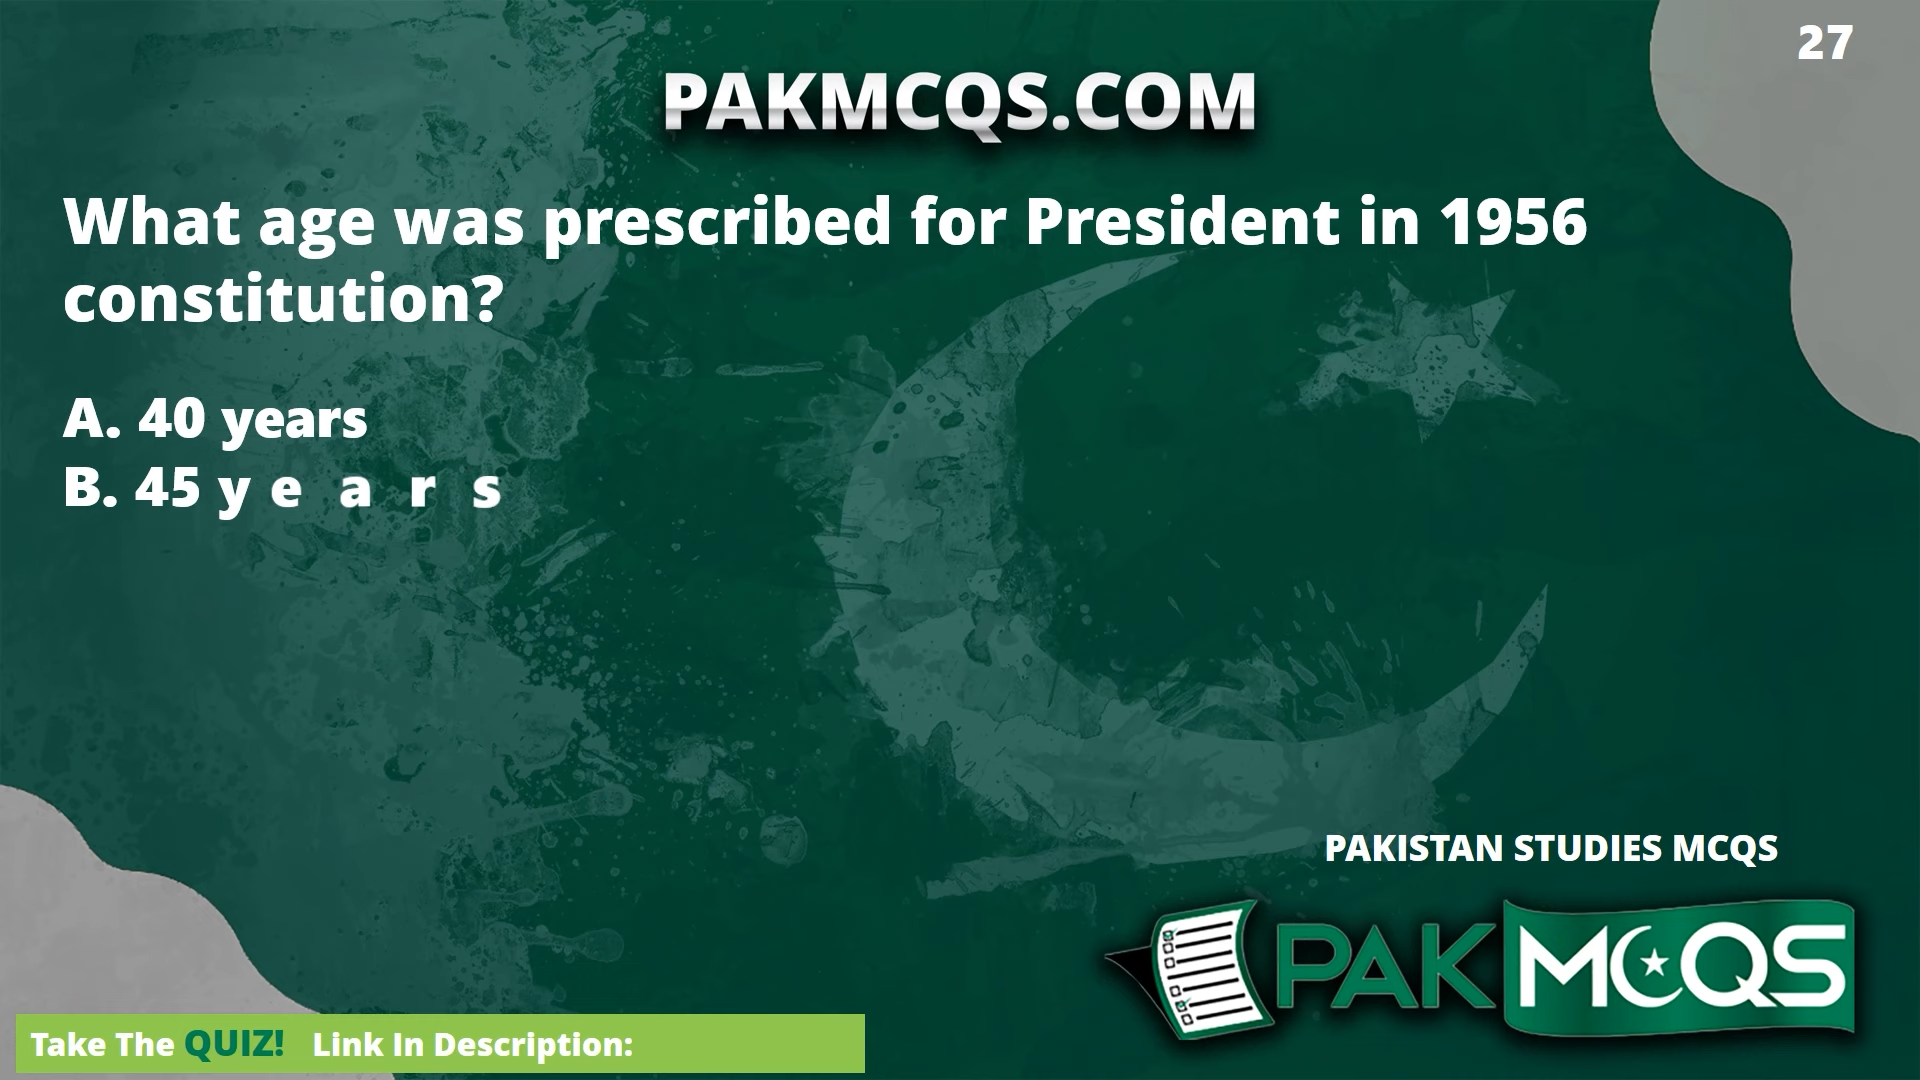 27
PAKMCQS.COM
What age was prescribed for President in 1956
constitution?
A. 40 years
B. 45 y e a r s
PAKISTAN STUDIES MCQS
PAKMCQS
Take The QUIZ! Link In Description: